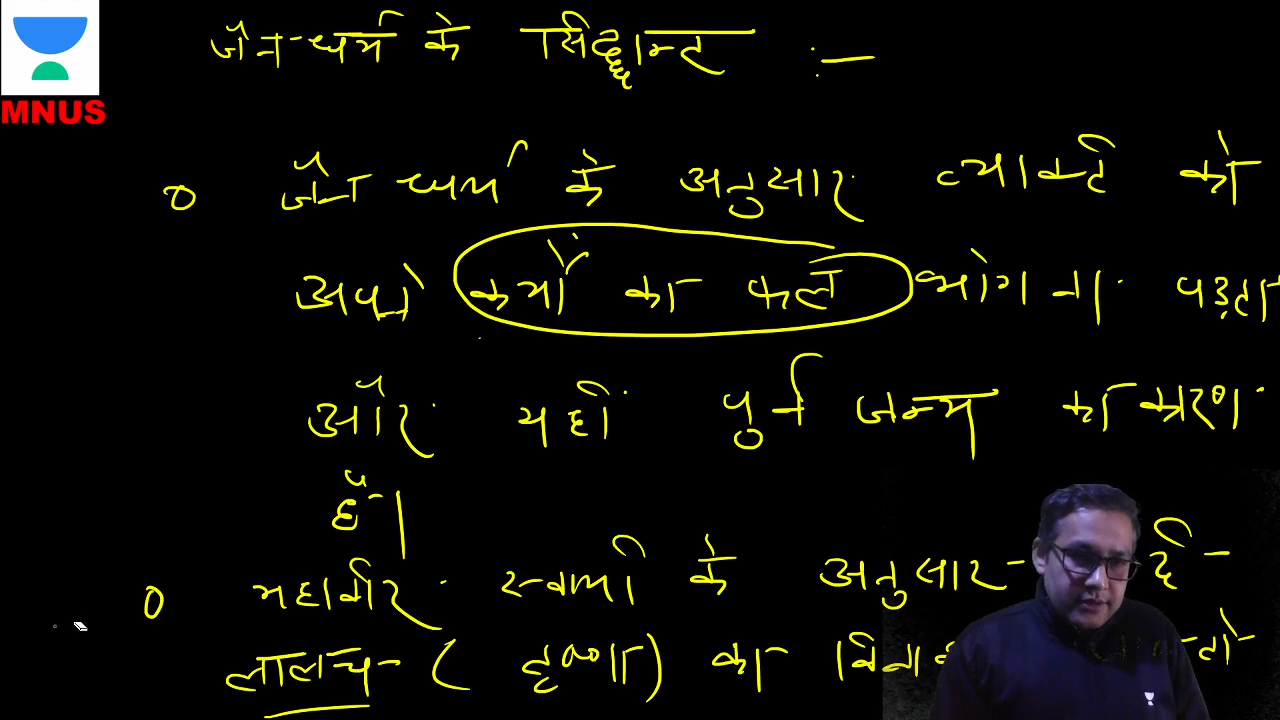 MNUS
जैन-धर्म के सिद्धान्त :-
० जैन धर्म के अनुसार व्यक्ति को
अपने कर्मों का फल भोगना पड़ता
और यही पुर्न जन्म का कारण
है।
० महावीर स्वामी के अनुसार
लालच (तृष्णा) का